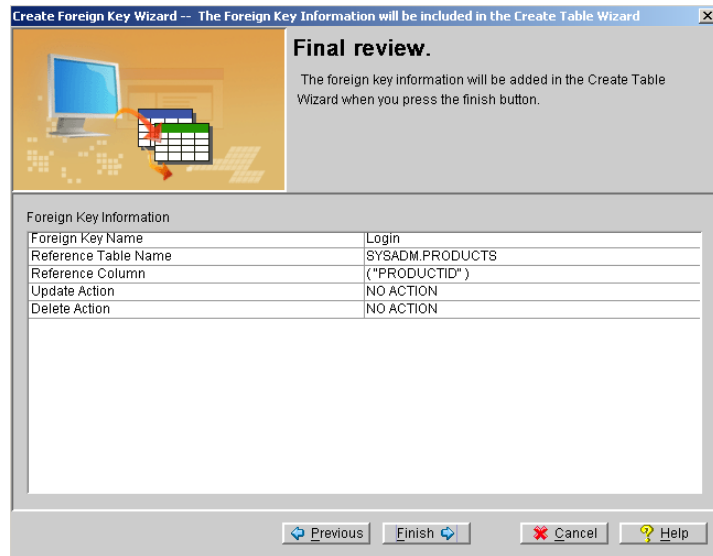 Create Foreign Key Wizard -- The Foreign Key Information will be included in the Create Table Wizard
Final review.
The foreign key information will be added in the Create Table
Wizard when you press the finish button.
Foreign Key Information
Foreign Key Name Login
Reference Table Name SYSADM.PRODUCTS
Reference Column ("PRODUCTID")
Update Action NO ACTION
Delete Action NO ACTION
Previous Finish Cancel Help